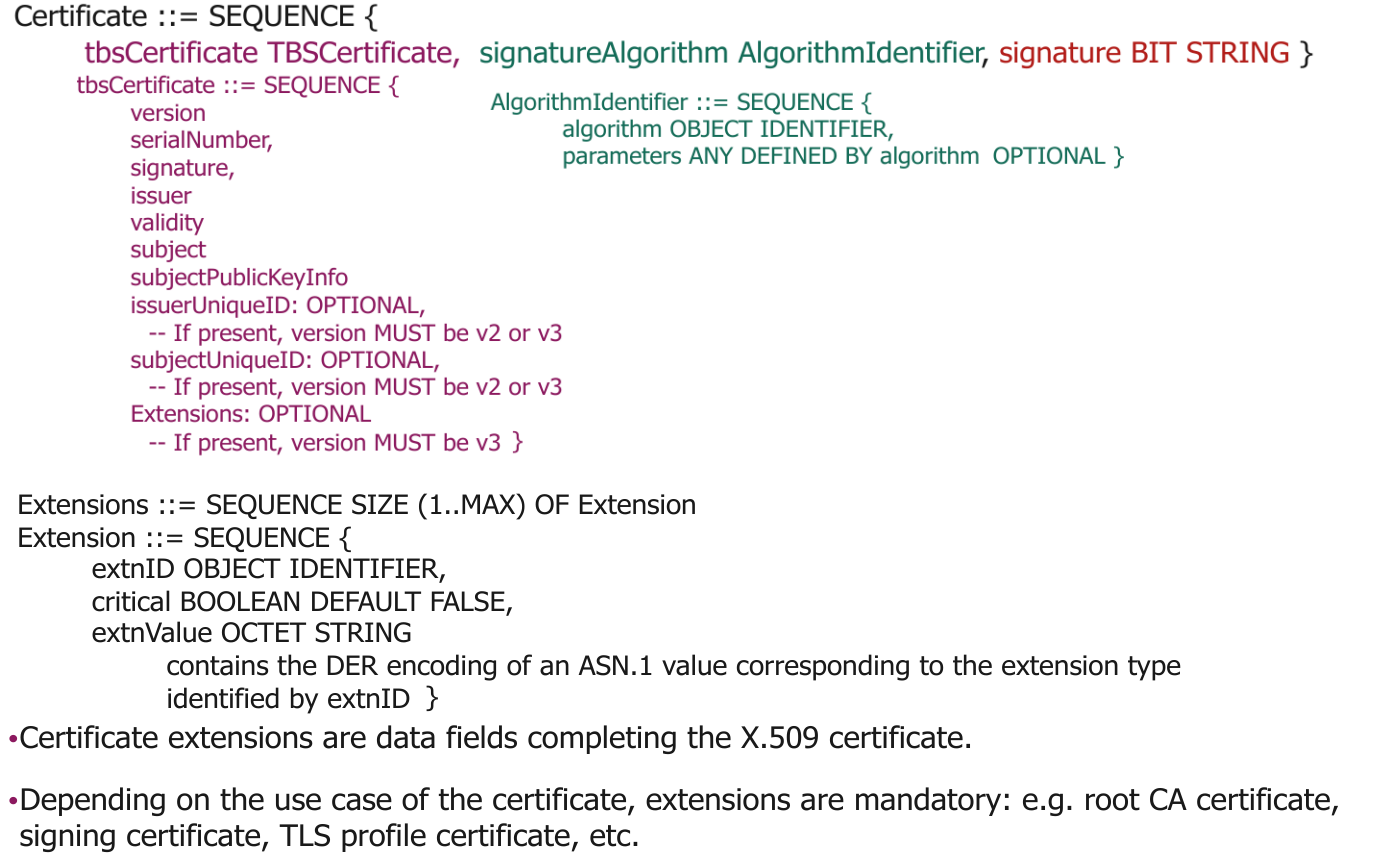 Certificate ::= SEQUENCE {
tbsCertificate TBSCertificate, signatureAlgorithm AlgorithmIdentifier, signature BIT STRING }
tbsCertificate ::= SEQUENCE {
version
serialNumber,
signature,
issuer
validity
subject
subjectPublicKeyInfo
issuerUniqueID: OPTIONAL,
-- If present, version MUST be v2 or v3
subjectUniqueID: OPTIONAL,
-- If present, version MUST be v2 or v3
Extensions: OPTIONAL
-- If present, version MUST be v3 }
AlgorithmIdentifier ::= SEQUENCE {
algorithm OBJECT IDENTIFIER,
parameters ANY DEFINED BY algorithm OPTIONAL }
Extensions ::= SEQUENCE SIZE (1..MAX) OF Extension
Extension ::= SEQUENCE {
extnID OBJECT IDENTIFIER,
critical BOOLEAN DEFAULT FALSE,
extnValue OCTET STRING
contains the DER encoding of an ASN.1 value corresponding to the extension type
identified by extnID }
•Certificate extensions are data fields completing the X.509 certificate.
•Depending on the use case of the certificate, extensions are mandatory: e.g. root CA certificate,
signing certificate, TLS profile certificate, etc.